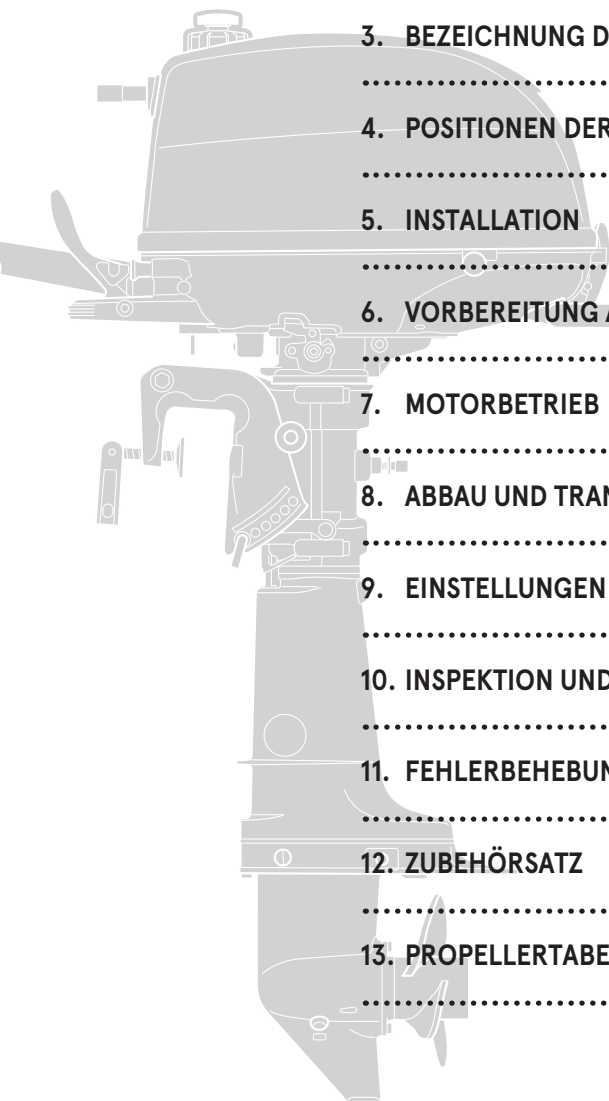 3. BEZEICHNUNG D
4. POSITIONEN DER
5. INSTALLATION
6. VORBEREITUNG
7. MOTORBETRIEB
8. ABBAU UND TRAN
9. EINSTELLUNGEN
10. INSPEKTION UND
11. FEHLERBEHEBUN
12. ZUBEHÖRSATZ
13. PROPELLERTABE